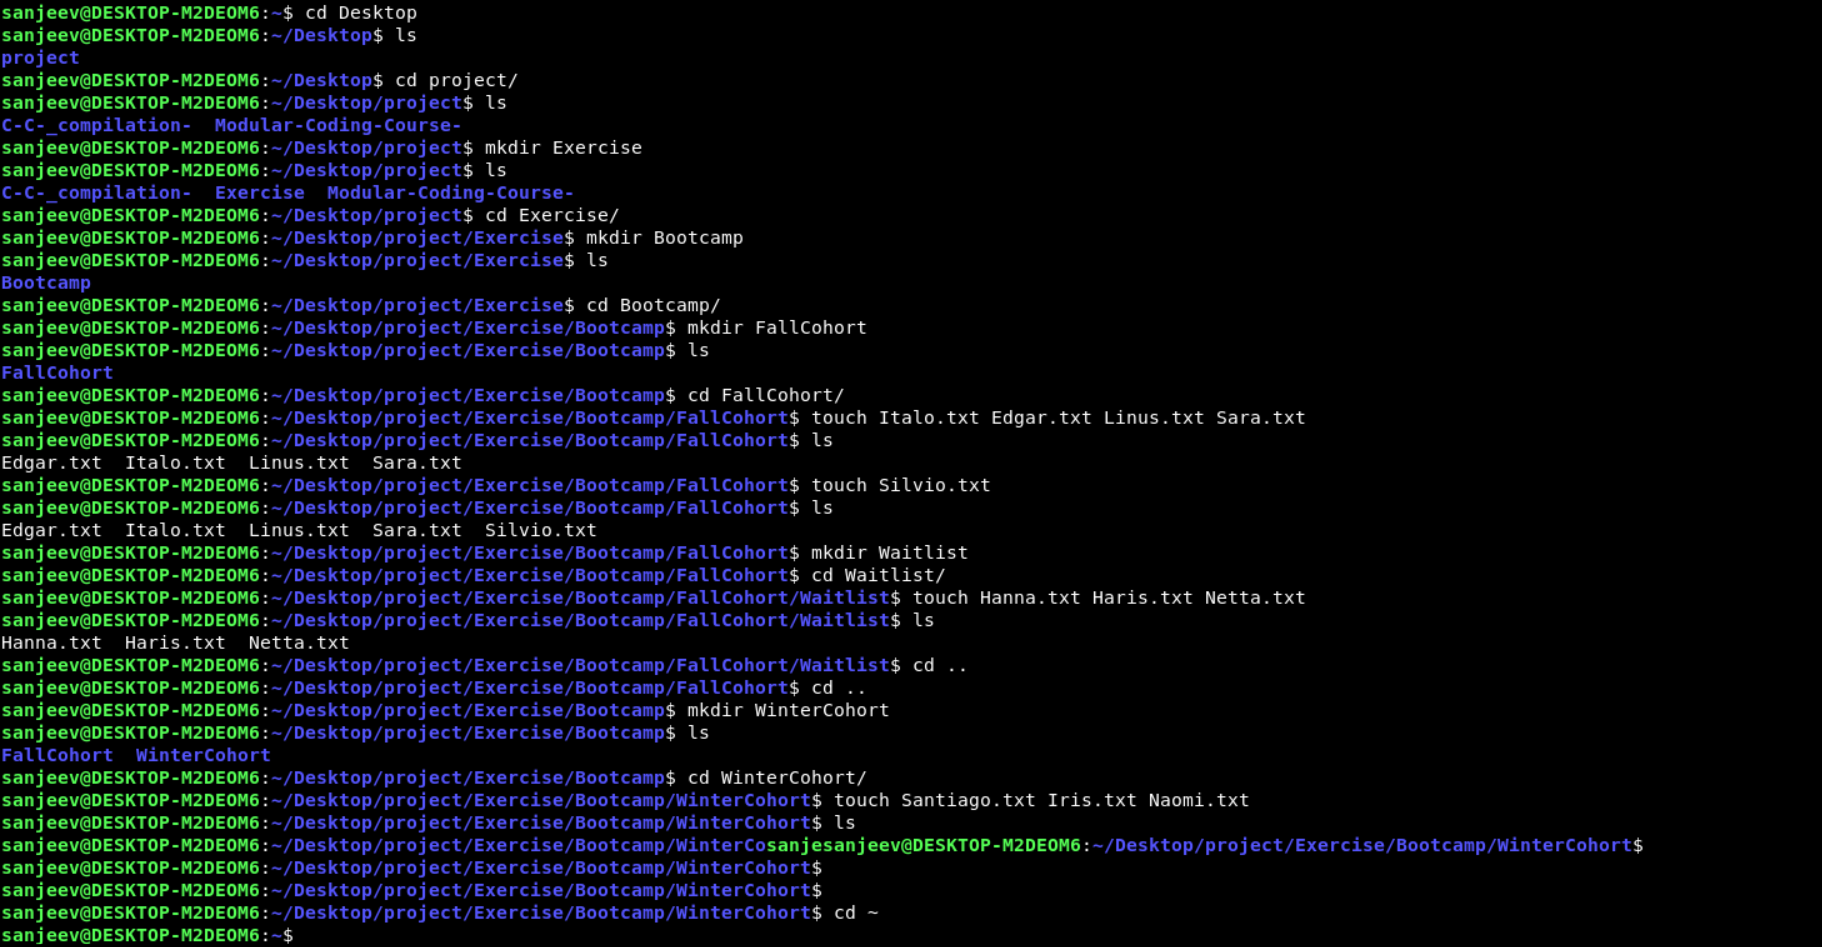 sanjeev@DESKTOP-M2DEOM6:~$ cd Desktop
sanjeev@DESKTOP-M2DEOM6:~/Desktop$ ls
project
sanjeev@DESKTOP-M2DEOM6:~/Desktop$ cd project/
sanjeev@DESKTOP-M2DEOM6:~/Desktop/project$ ls
C-C-_compilation-  Modular-Coding-Course-
sanjeev@DESKTOP-M2DEOM6:~/Desktop/project$ mkdir Exercise
sanjeev@DESKTOP-M2DEOM6:~/Desktop/project$ ls
C-C-_compilation-  Exercise  Modular-Coding-Course-
sanjeev@DESKTOP-M2DEOM6:~/Desktop/project$ cd Exercise/
sanjeev@DESKTOP-M2DEOM6:~/Desktop/project/Exercise$ mkdir Bootcamp
sanjeev@DESKTOP-M2DEOM6:~/Desktop/project/Exercise$ ls
Bootcamp
sanjeev@DESKTOP-M2DEOM6:~/Desktop/project/Exercise$ cd Bootcamp/
sanjeev@DESKTOP-M2DEOM6:~/Desktop/project/Exercise/Bootcamp$ mkdir FallCohort
sanjeev@DESKTOP-M2DEOM6:~/Desktop/project/Exercise/Bootcamp$ ls
FallCohort
sanjeev@DESKTOP-M2DEOM6:~/Desktop/project/Exercise/Bootcamp$ cd FallCohort/
sanjeev@DESKTOP-M2DEOM6:~/Desktop/project/Exercise/Bootcamp/FallCohort$ touch Italo.txt Edgar.txt Linus.txt Sara.txt
sanjeev@DESKTOP-M2DEOM6:~/Desktop/project/Exercise/Bootcamp/FallCohort$ ls
Edgar.txt  Italo.txt  Linus.txt  Sara.txt
sanjeev@DESKTOP-M2DEOM6:~/Desktop/project/Exercise/Bootcamp/FallCohort$ touch Silvio.txt
sanjeev@DESKTOP-M2DEOM6:~/Desktop/project/Exercise/Bootcamp/FallCohort$ ls
Edgar.txt  Italo.txt  Linus.txt  Sara.txt  Silvio.txt
sanjeev@DESKTOP-M2DEOM6:~/Desktop/project/Exercise/Bootcamp/FallCohort$ mkdir Waitlist
sanjeev@DESKTOP-M2DEOM6:~/Desktop/project/Exercise/Bootcamp/FallCohort$ cd Waitlist/
sanjeev@DESKTOP-M2DEOM6:~/Desktop/project/Exercise/Bootcamp/FallCohort/Waitlist$ touch Hanna.txt Haris.txt Netta.txt
sanjeev@DESKTOP-M2DEOM6:~/Desktop/project/Exercise/Bootcamp/FallCohort/Waitlist$ ls
Hanna.txt  Haris.txt  Netta.txt
sanjeev@DESKTOP-M2DEOM6:~/Desktop/project/Exercise/Bootcamp/FallCohort/Waitlist$ cd ..
sanjeev@DESKTOP-M2DEOM6:~/Desktop/project/Exercise/Bootcamp/FallCohort$ cd ..
sanjeev@DESKTOP-M2DEOM6:~/Desktop/project/Exercise/Bootcamp$ mkdir WinterCohort
sanjeev@DESKTOP-M2DEOM6:~/Desktop/project/Exercise/Bootcamp$ ls
FallCohort  WinterCohort
sanjeev@DESKTOP-M2DEOM6:~/Desktop/project/Exercise/Bootcamp$ cd WinterCohort/
sanjeev@DESKTOP-M2DEOM6:~/Desktop/project/Exercise/Bootcamp/WinterCohort$ touch Santiago.txt Iris.txt Naomi.txt
sanjeev@DESKTOP-M2DEOM6:~/Desktop/project/Exercise/Bootcamp/WinterCohort$ ls
sanjeev@DESKTOP-M2DEOM6:~/Desktop/project/Exercise/Bootcamp/WinterCosanjesanjeev@DESKTOP-M2DEOM6:~/Desktop/project/Exercise/Bootcamp/WinterCohort$
sanjeev@DESKTOP-M2DEOM6:~/Desktop/project/Exercise/Bootcamp/WinterCohort$
sanjeev@DESKTOP-M2DEOM6:~/Desktop/project/Exercise/Bootcamp/WinterCohort$
sanjeev@DESKTOP-M2DEOM6:~/Desktop/project/Exercise/Bootcamp/WinterCohort$ cd ~
sanjeev@DESKTOP-M2DEOM6:~$